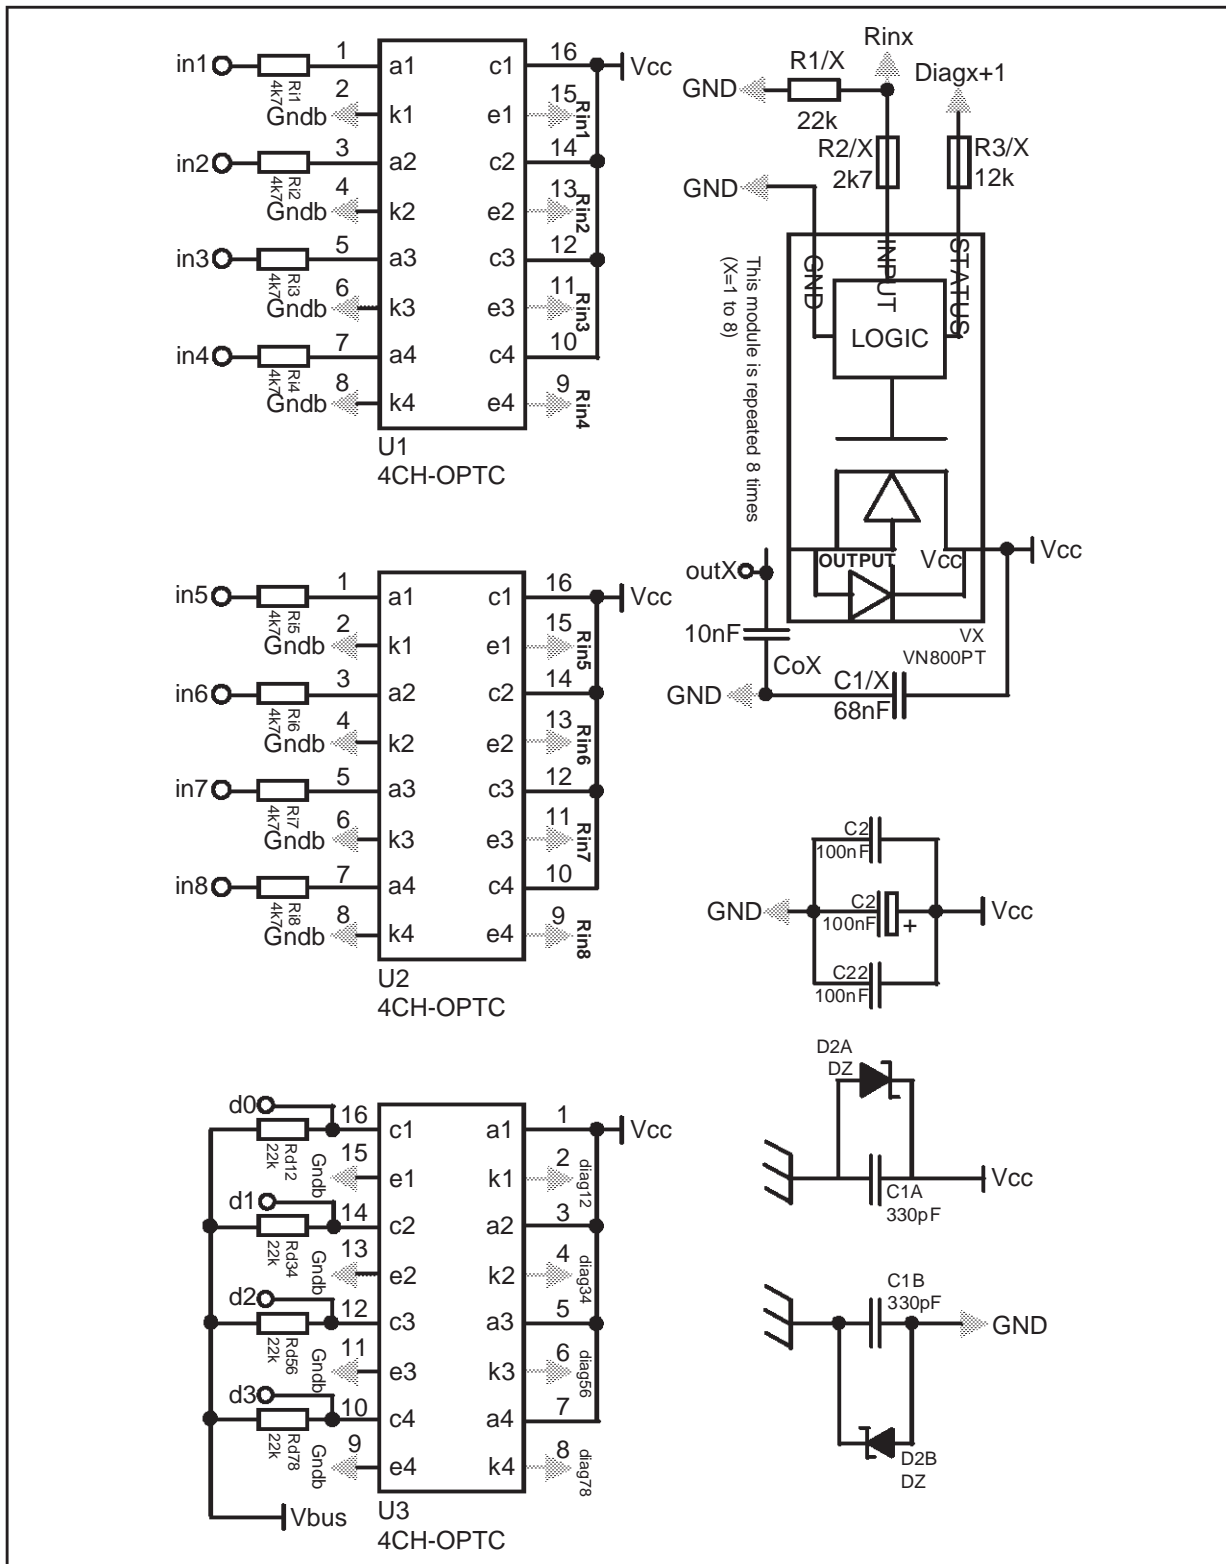 in1
Ri1
4k7
1
a1
c1
16
Vcc
Gndb
2
k1
e1
15
Rin1
in2
Ri2
4k7
3
a2
c2
14
Gndb
4
k2
e2
13
Rin2
in3
Ri3
4k7
5
a3
c3
12
Gndb
6
k3
e3
11
Rin3
in4
Ri4
4k7
7
a4
c4
10
Gndb
8
k4
e4
9
Rin4
U1
4CH-OPTC
Rinx
R1/X
Diagx+1
GND
22k
R2/X
2k7
R3/X
12k
GND
GND
INPUT
STATUS
LOGIC
This module is repeated 8 times
(X=1 to 8)
OUTPUT
Vcc
Vcc
outX
10nF
CoX
VX
VN800PT
GND
C1/X
68nF
in5
Ri5
4k7
1
a1
c1
16
Vcc
Gndb
2
k1
e1
15
Rin5
in6
Ri6
4k7
3
a2
c2
14
Gndb
4
k2
e2
13
Rin6
in7
Ri7
4k7
5
a3
c3
12
Gndb
6
k3
e3
11
Rin7
in8
Ri8
4k7
7
a4
c4
10
Gndb
8
k4
e4
9
Rin8
U2
4CH-OPTC
C2
100nF
GND
C2
100nF
+
Vcc
C22
100nF
d0
Rd12
22k
16
c1
a1
1
Vcc
Gndb
15
e1
k1
2
diag12
d1
Rd34
22k
14
c2
a2
3
Gndb
13
e2
k2
4
diag34
d2
Rd56
22k
12
c3
a3
5
Gndb
11
e3
k3
6
diag56
d3
Rd78
22k
10
c4
a4
7
Gndb
9
e4
k4
8
diag78
Vbus
U3
4CH-OPTC
D2A
DZ
C1A
330pF
Vcc
C1B
330pF
GND
D2B
DZ